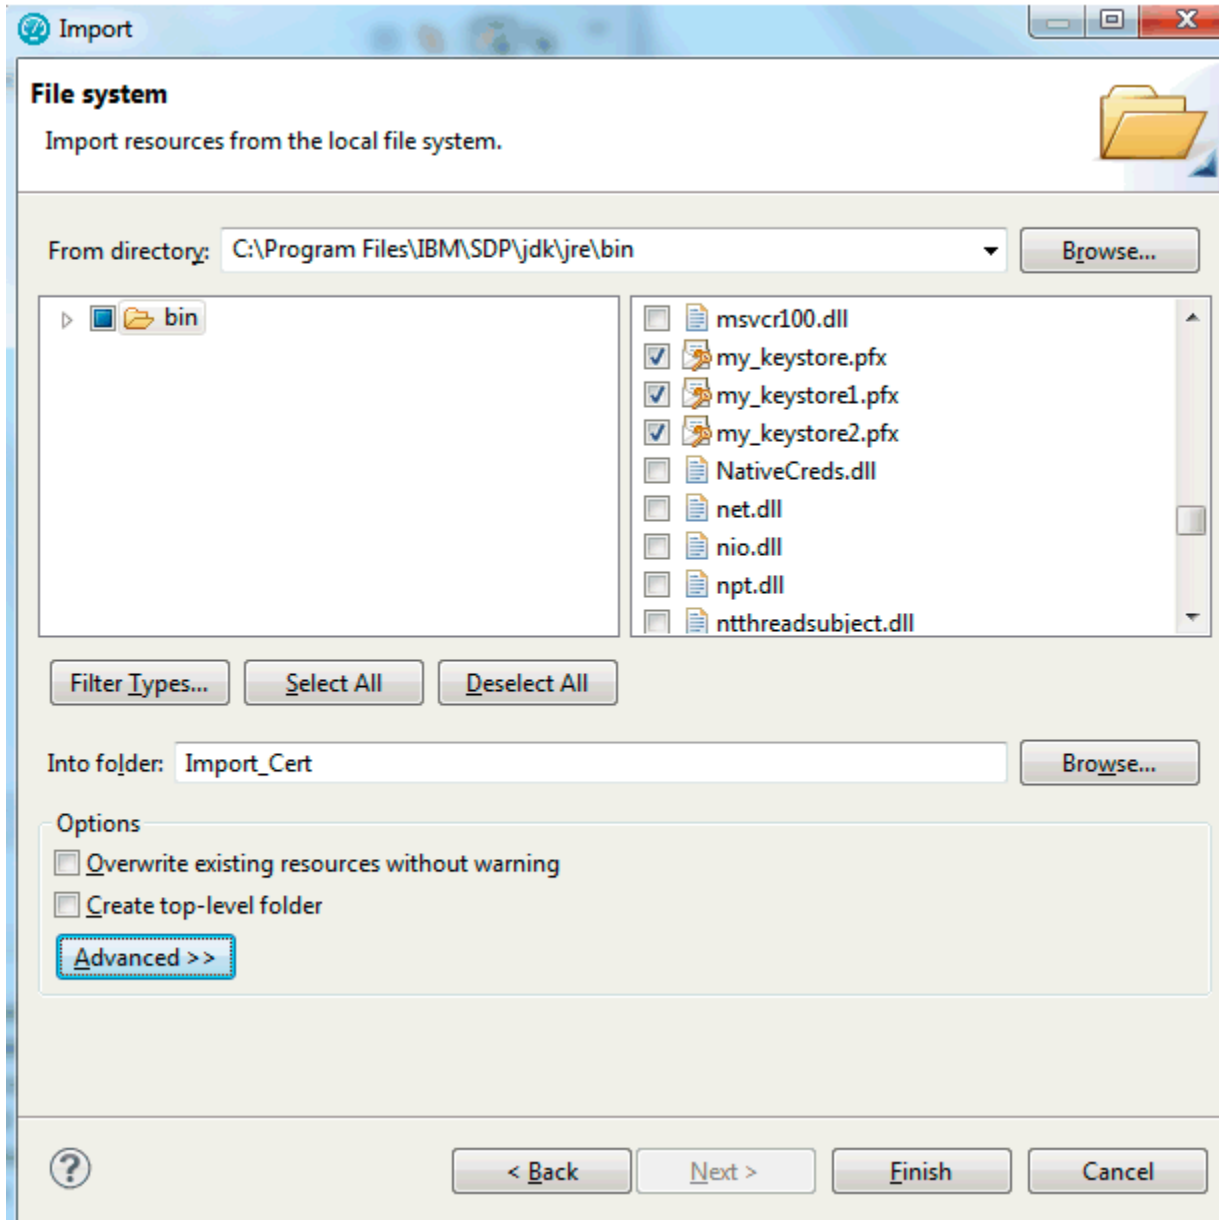 Import
File system
Import resources from the local file system.
From directory: C:\Program Files\IBM\SDP\jdk\jre\bin Browse...
bin
msvcr100.dll
my_keystore.pfx
my_keystore1.pfx
my_keystore2.pfx
NativeCreds.dll
net.dll
nio.dll
npt.dll
ntthreadsubject.dll
Filter Types... Select All Deselect All
Into folder: Import_Cert Browse...
Options
Overwrite existing resources without warning
Create top-level folder
Advanced >>
? < Back Next > Finish Cancel